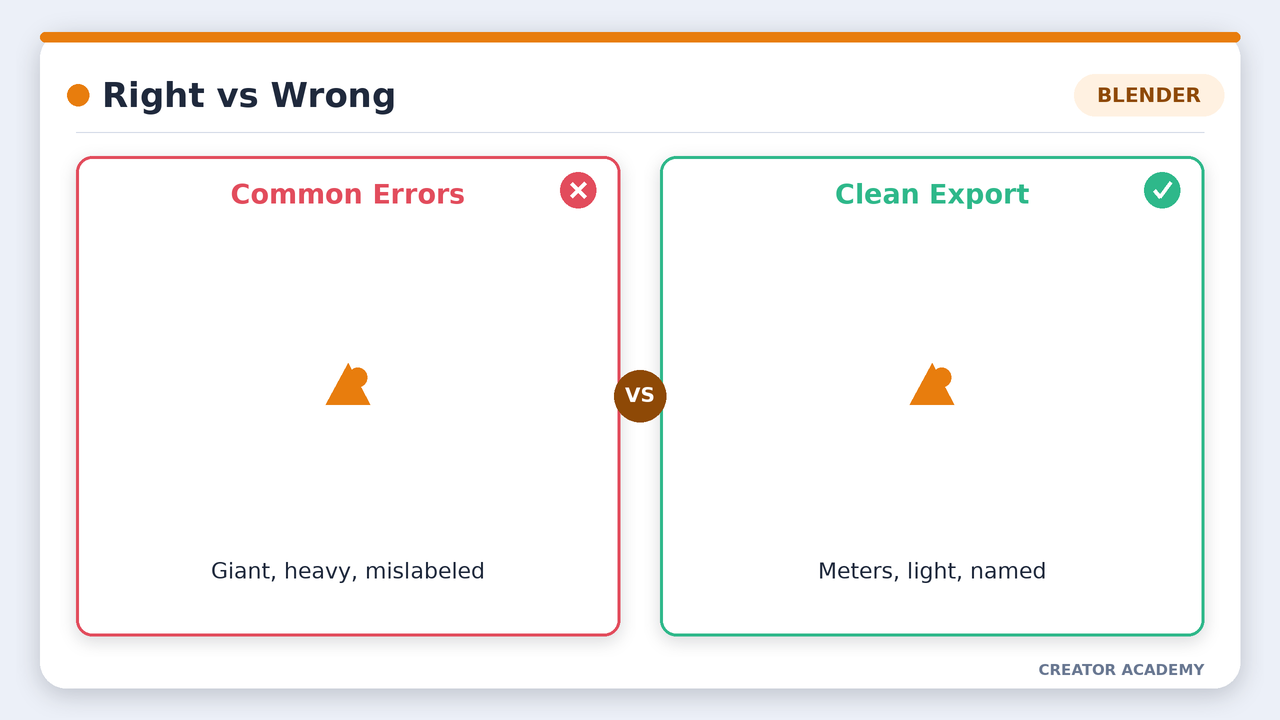 Right vs Wrong
BLENDER
Common Errors
Clean Export
VS
Giant, heavy, mislabeled
Meters, light, named
CREATOR ACADEMY